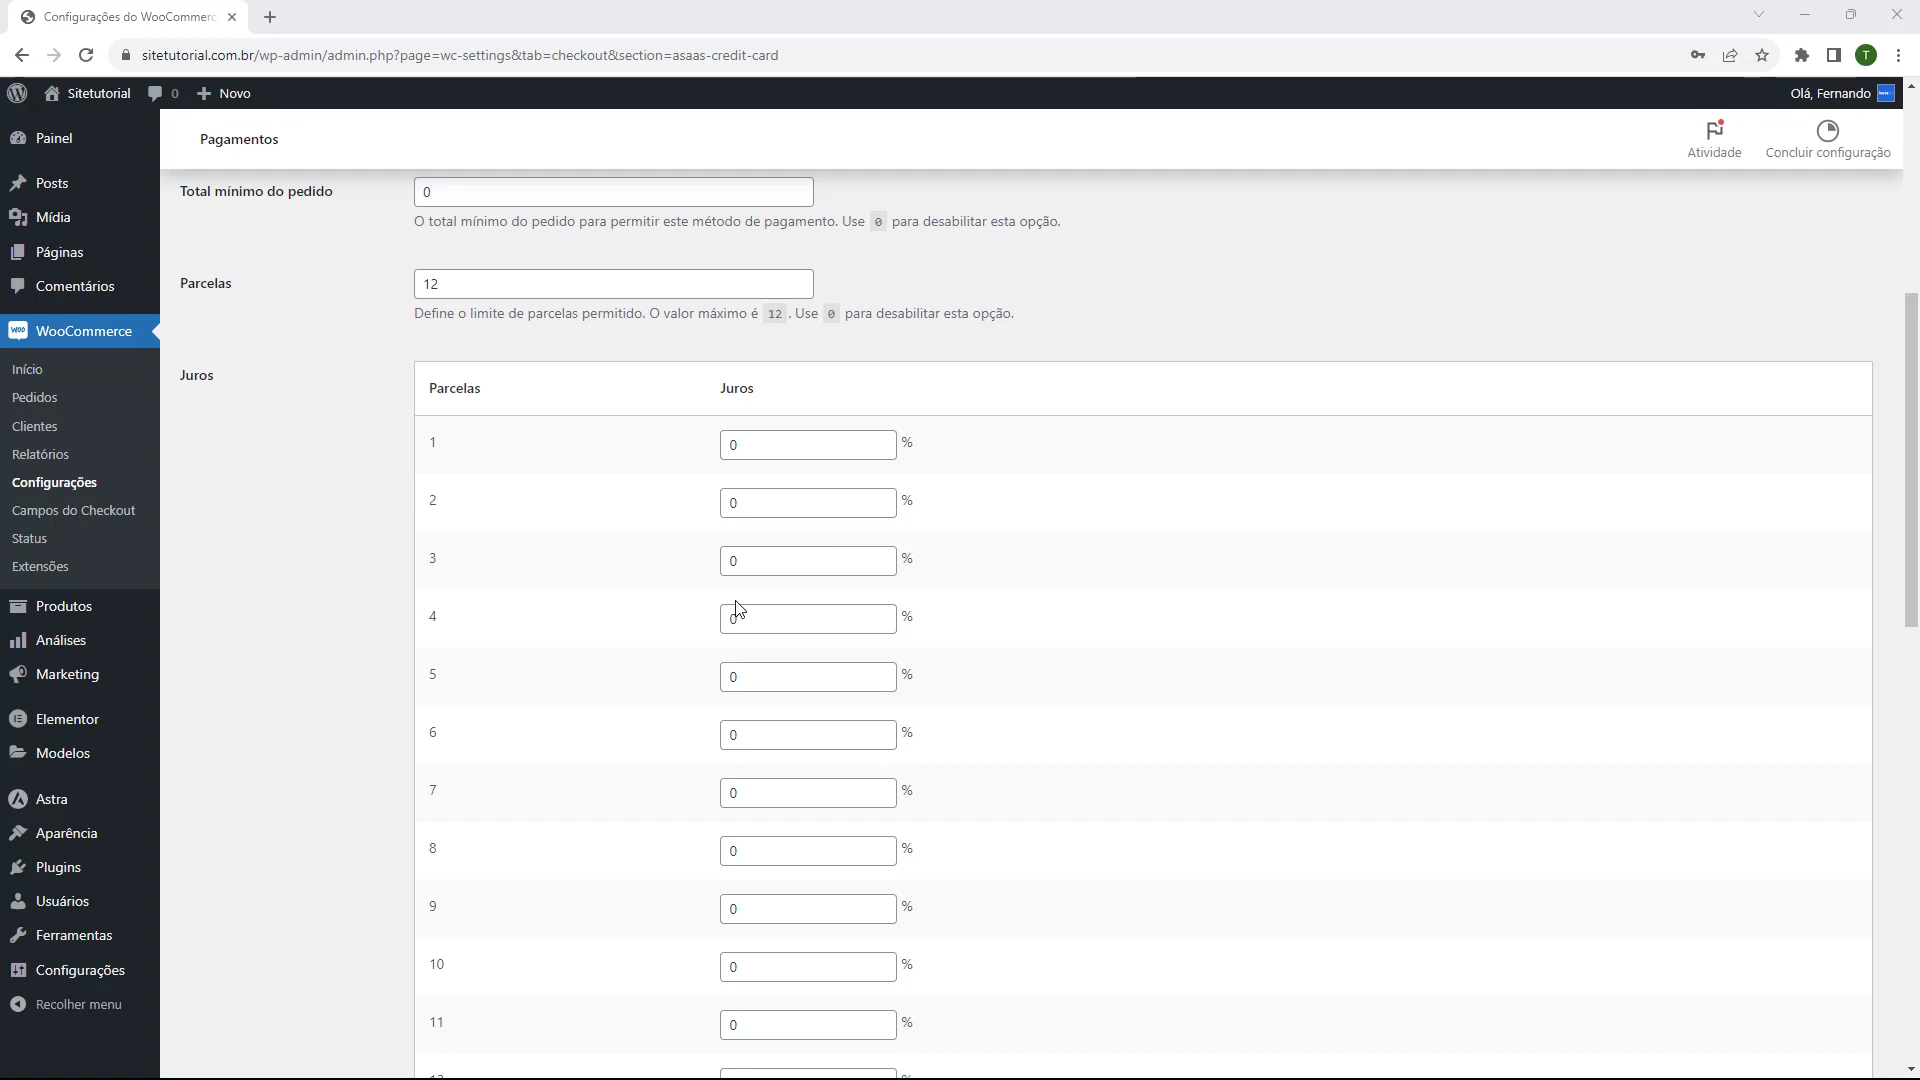 Configurações do WooCommerc
sitetutorial.com.br/wp-admin/admin.php?page=wc-settings&tab=checkout&section=asaas-credit-card
T
Sitetutorial 0 Novo
Olá, Fernando
Painel
Posts
Mídia
Páginas
Comentários
WooCommerce
Início
Pedidos
Clientes
Relatórios
Configurações
Campos do Checkout
Status
Extensões
Produtos
Análises
Marketing
Elementor
Modelos
Astra
Aparência
Plugins
Usuários
Ferramentas
Configurações
Recolher menu
Pagamentos
Atividade
Concluir configuração
Total mínimo do pedido
0
O total mínimo do pedido para permitir este método de pagamento. Use 0 para desabilitar esta opção.
Parcelas
12
Define o limite de parcelas permitido. O valor máximo é 12 . Use 0 para desabilitar esta opção.
Juros
Parcelas Juros
1 0 %
2 0 %
3 0 %
4 0 %
5 0 %
6 0 %
7 0 %
8 0 %
9 0 %
10 0 %
11 0 %